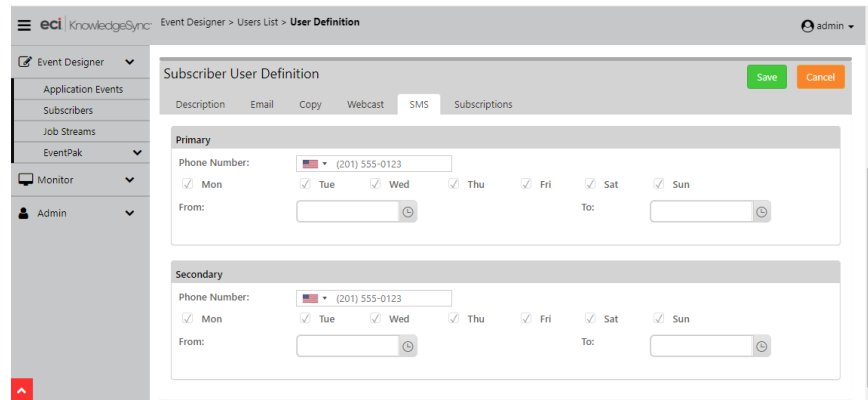 eci KnowledgeSync Event Designer > Users List > User Definition admin
Event Designer
Application Events
Subscribers
Job Streams
EventPak
Monitor
Admin
Subscriber User Definition Save Cancel
Description Email Copy Webcast SMS Subscriptions
Primary
Phone Number: (201) 555-0123
Mon Tue Wed Thu Fri Sat Sun
From: To:
Secondary
Phone Number: (201) 555-0123
Mon Tue Wed Thu Fri Sat Sun
From: To: